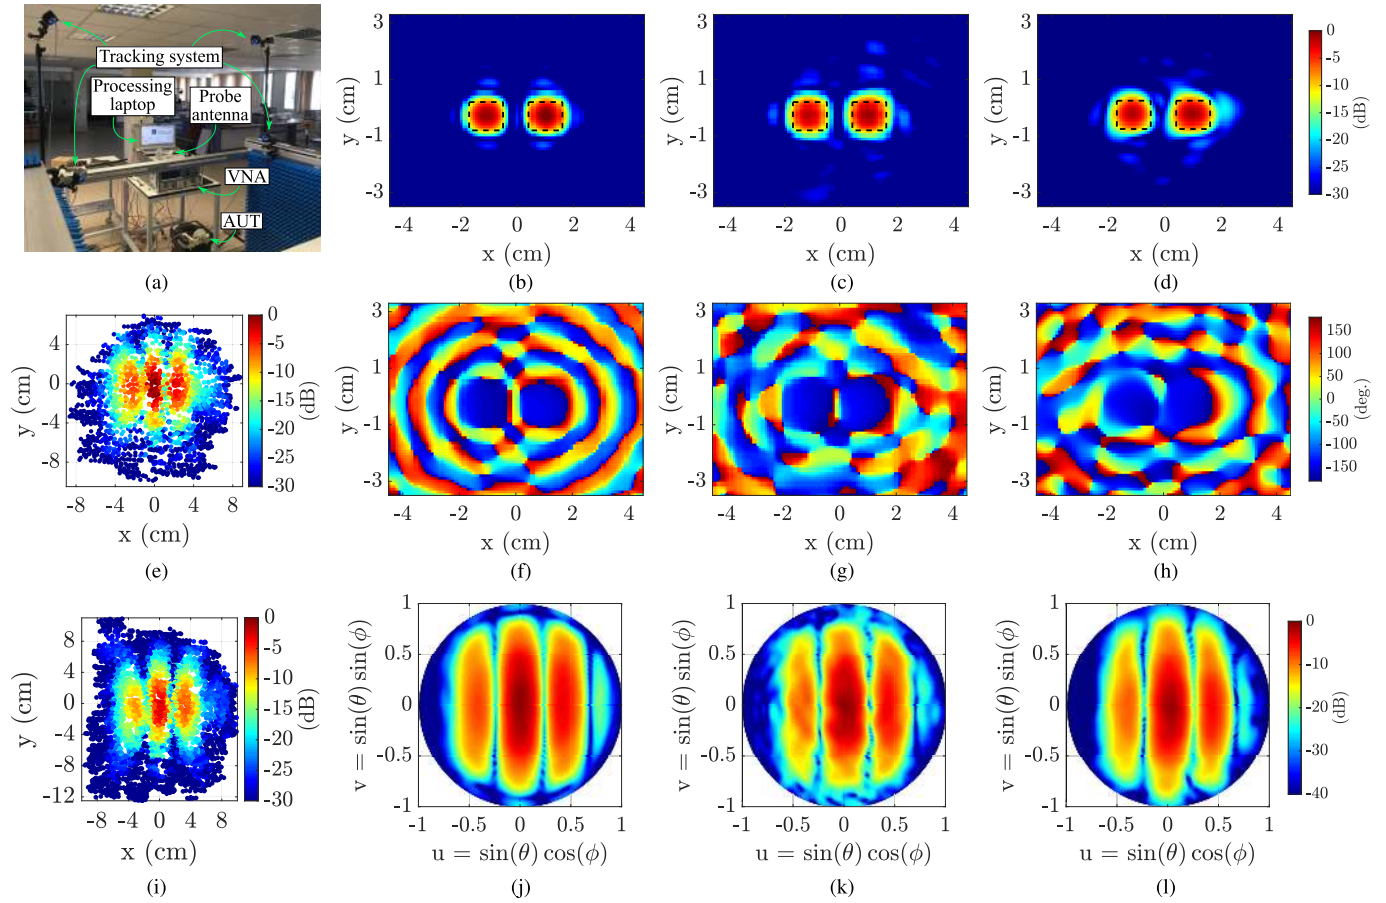 Tracking system
Processing
laptop
Probe
antenna
VNA
AUT
(a)
3
1
-1
-3
y (cm)
-4 -2 0 2 4
x (cm)
(b)
3
1
-1
-3
y (cm)
-4 -2 0 2 4
x (cm)
(c)
3
1
-1
-3
y (cm)
-4 -2 0 2 4
x (cm)
(d)
0
-5
-10
-15
-20
-25
-30
(dB)
4
0
-4
-8
y (cm)
-8 -4 0 4 8
x (cm)
0
-5
-10
-15
-20
-25
-30
(dB)
(e)
3
1
-1
-3
y (cm)
-4 -2 0 2 4
x (cm)
(f)
3
1
-1
-3
y (cm)
-4 -2 0 2 4
x (cm)
(g)
3
1
-1
-3
y (cm)
-4 -2 0 2 4
x (cm)
(h)
150
100
50
0
-50
-100
-150
(deg.)
8
4
0
-4
-8
-12
y (cm)
-8 -4 0 4 8
x (cm)
0
-5
-10
-15
-20
-25
-30
(dB)
(i)
1
0.5
0
-0.5
-1
v = sin(θ) sin(ϕ)
-1 -0.5 0 0.5 1
u = sin(θ) cos(ϕ)
(j)
1
0.5
0
-0.5
-1
v = sin(θ) sin(ϕ)
-1 -0.5 0 0.5 1
u = sin(θ) cos(ϕ)
(k)
1
0.5
0
-0.5
-1
v = sin(θ) sin(ϕ)
-1 -0.5 0 0.5 1
u = sin(θ) cos(ϕ)
(l)
0
-10
-20
-30
-40
(dB)